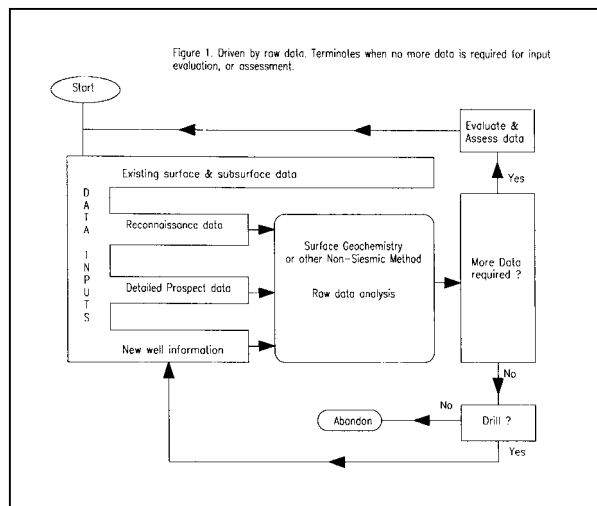 Figure 1. Driven by raw data. Terminates when no more data is required for input
evaluation, or assessment.
Start
Evaluate &
Assess data
Yes
Existing surface & subsurface data
DATA INPUTS
Reconnaissance data
Detailed Prospect data
New well information
Surface Geochemistry
or other Non-Siesmic Method
Raw data analysis
More Data
required ?
No
Drill ?
No
Abandon
Yes